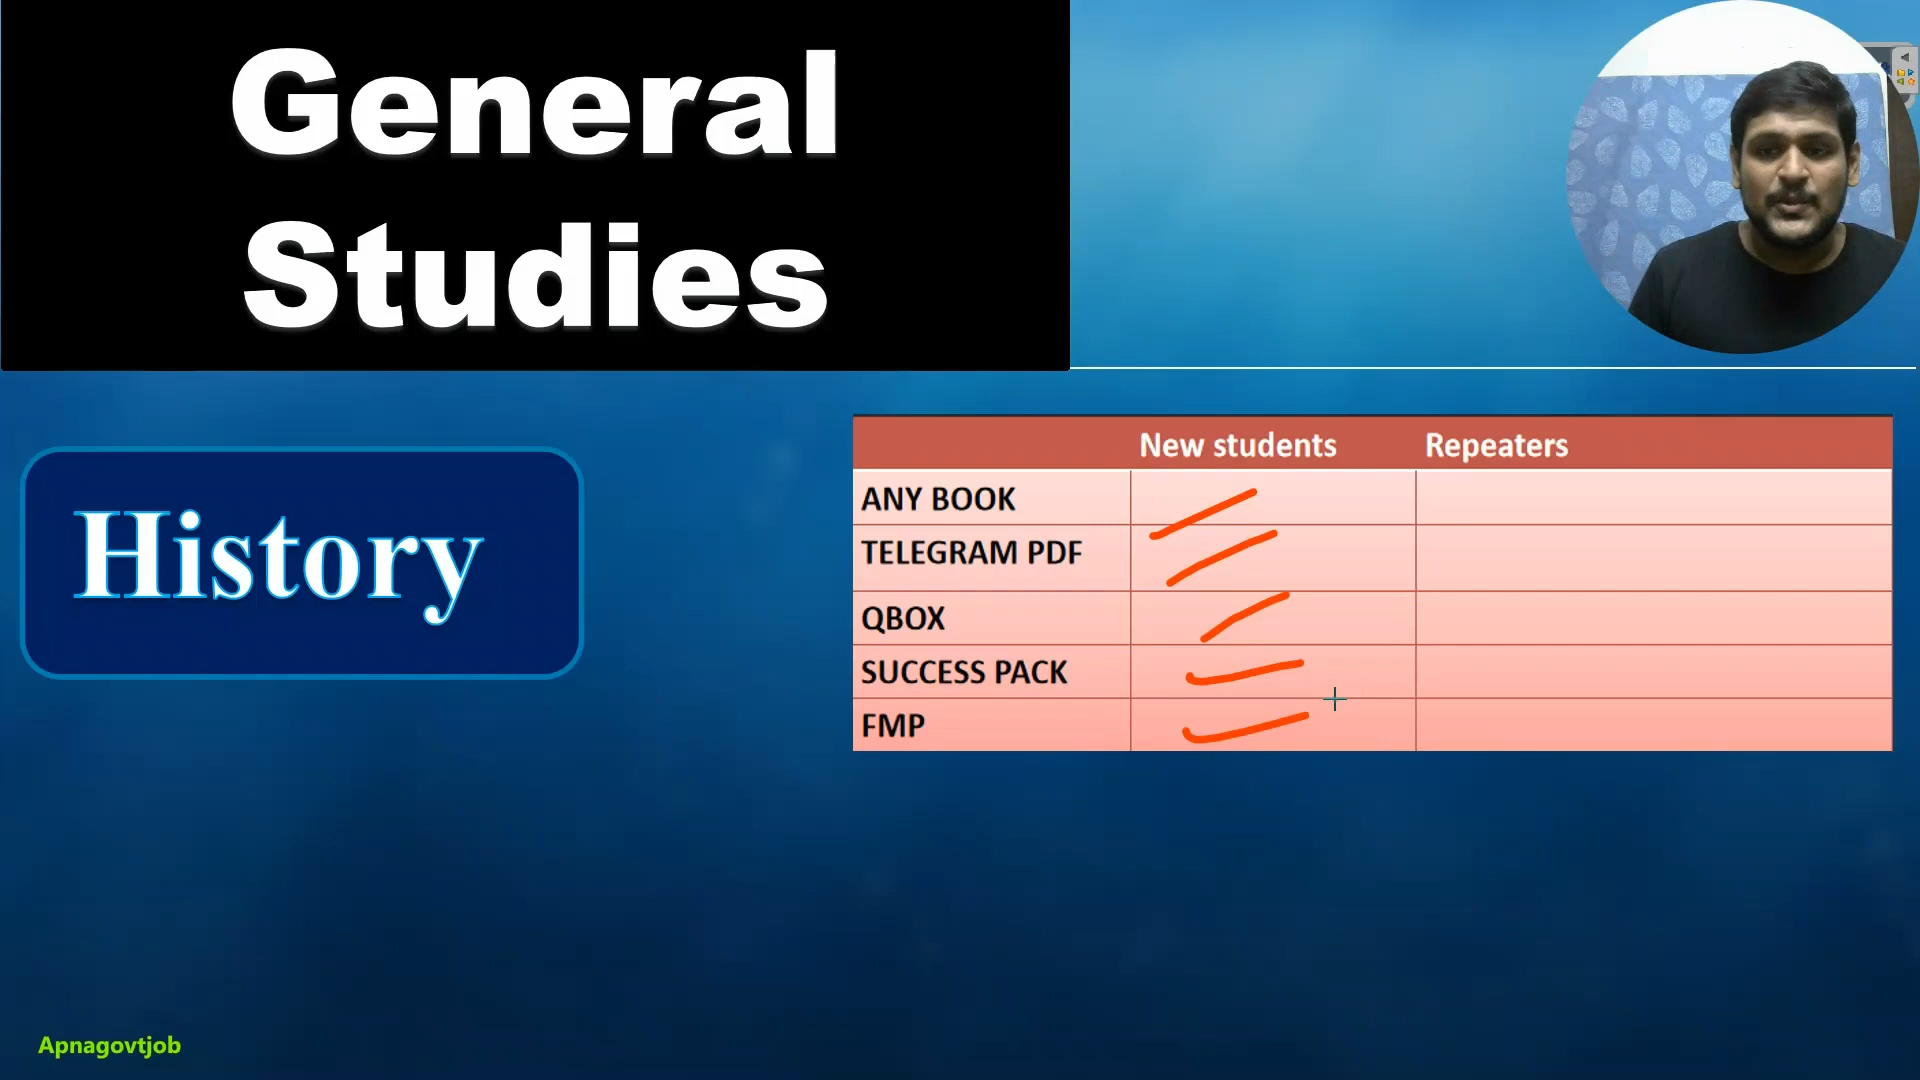 General
Studies
History
New students Repeaters
ANY BOOK
TELEGRAM PDF
QBOX
SUCCESS PACK
FMP
Apnagovtjob